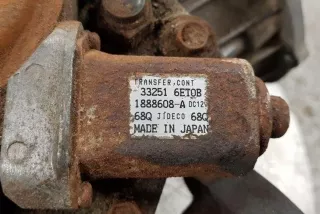 TRANSFER.CONT
33251 6ET0B
1888608-A DC12V
68Q JIDECO 68Q
MADE IN JAPAN